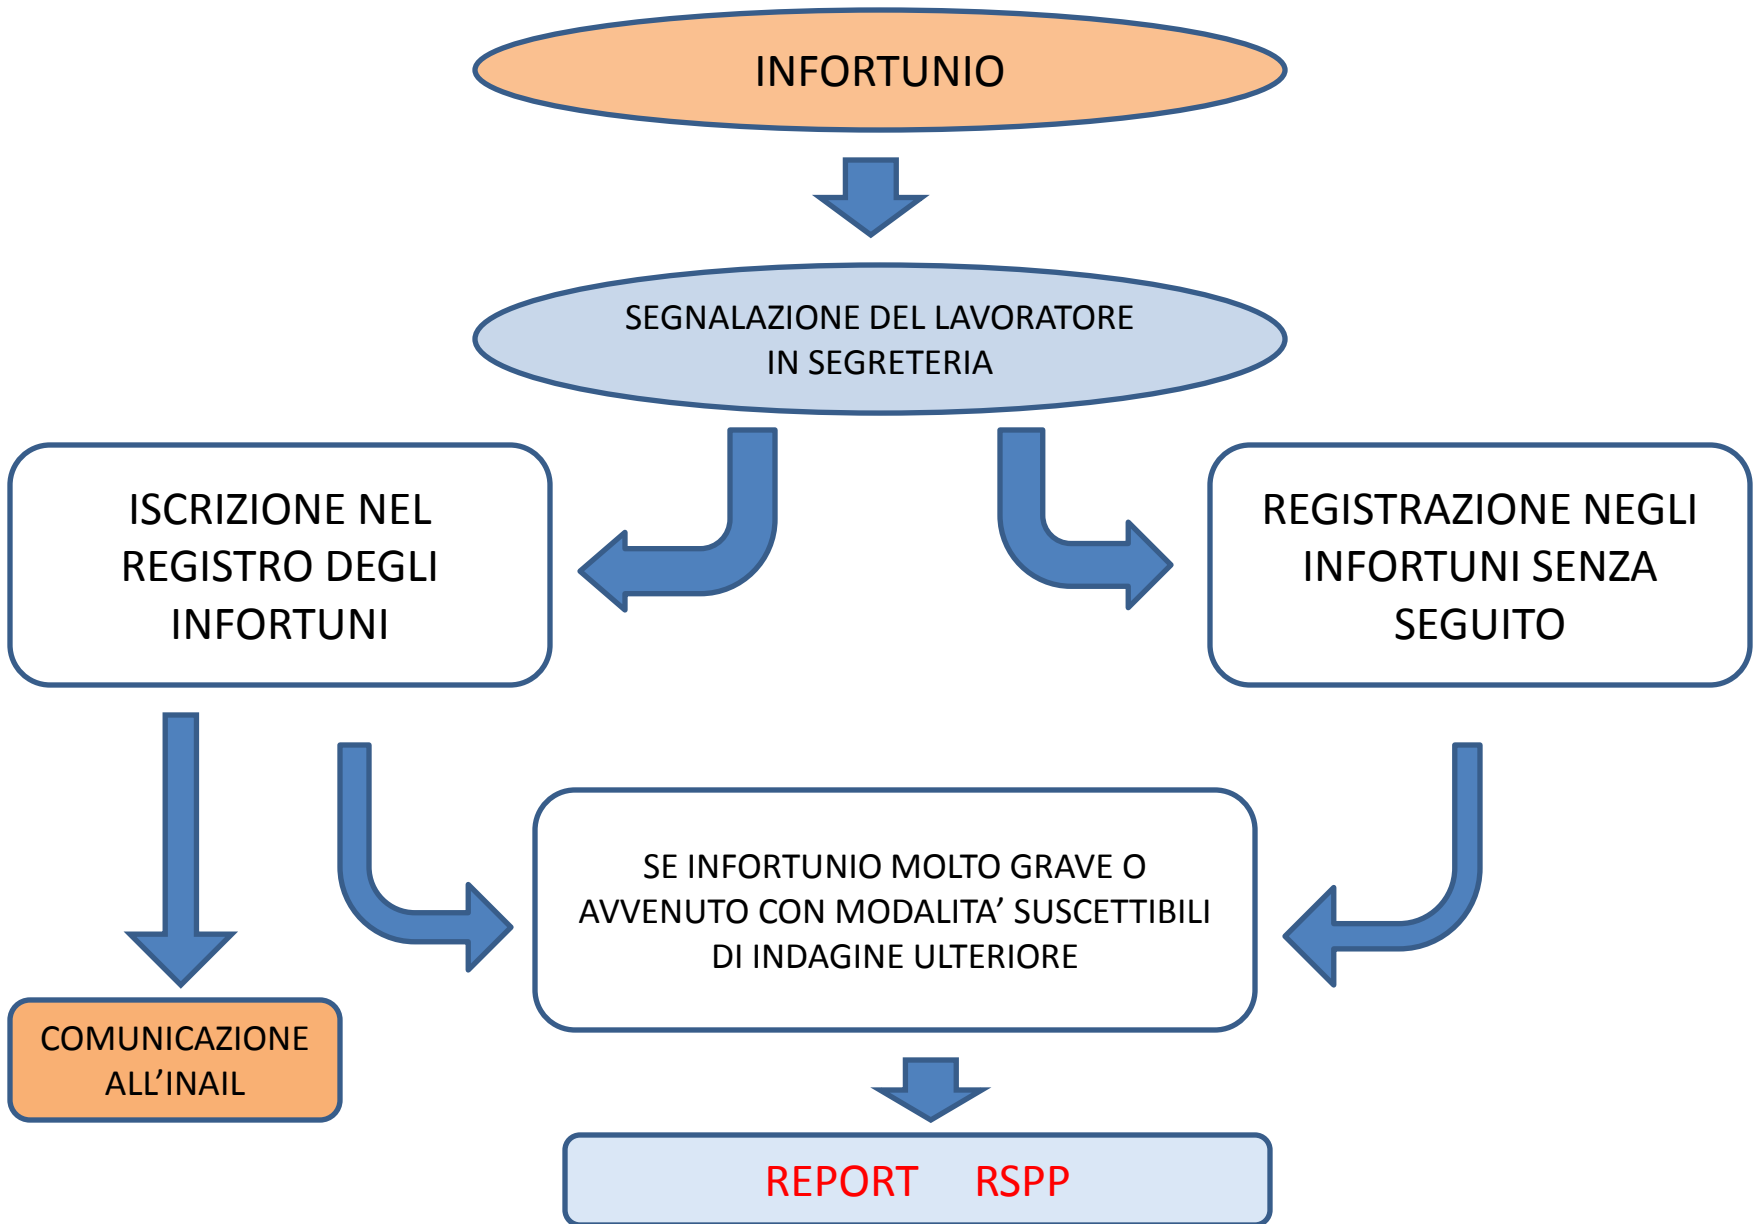 INFORTUNIO
SEGNALAZIONE DEL LAVORATORE
IN SEGRETERIA
ISCRIZIONE NEL
REGISTRO DEGLI
INFORTUNI
REGISTRAZIONE NEGLI
INFORTUNI SENZA
SEGUITO
SE INFORTUNIO MOLTO GRAVE O
AVVENUTO CON MODALITA’ SUSCETTIBILI
DI INDAGINE ULTERIORE
COMUNICAZIONE
ALL’INAIL
REPORT RSPP